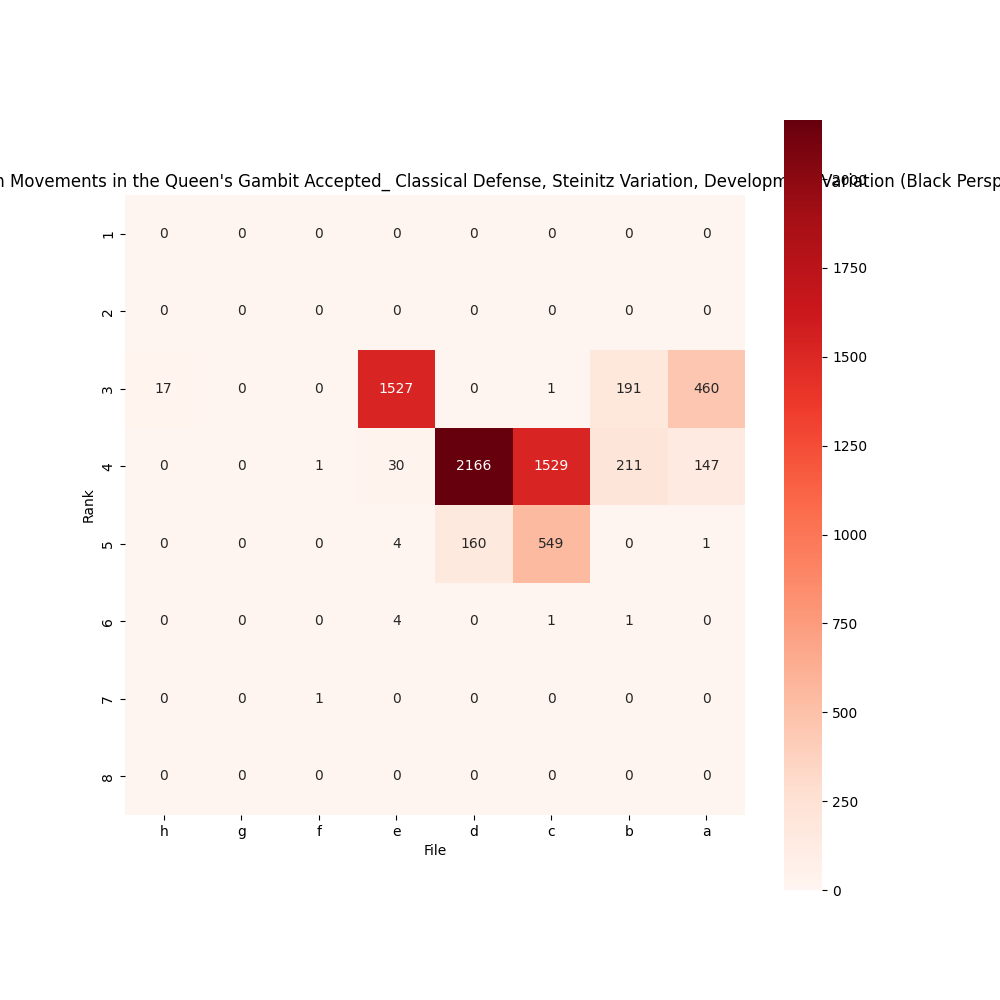 n Movements in the Queen's Gambit Accepted_ Classical Defense, Steinitz Variation, Development Variation (Black Persp
2000
1 0 0 0 0 0 0 0 0
1750
2 0 0 0 0 0 0 0 0
1500
3 17 0 0 1527 0 1 191 460
1250
4 0 0 1 30 2166 1529 211 147
Rank
1000
5 0 0 0 4 160 549 0 1
750
6 0 0 0 4 0 1 1 0
500
7 0 0 1 0 0 0 0 0
8 0 0 0 0 0 0 0 0
250
h g f e d c b a
File
0